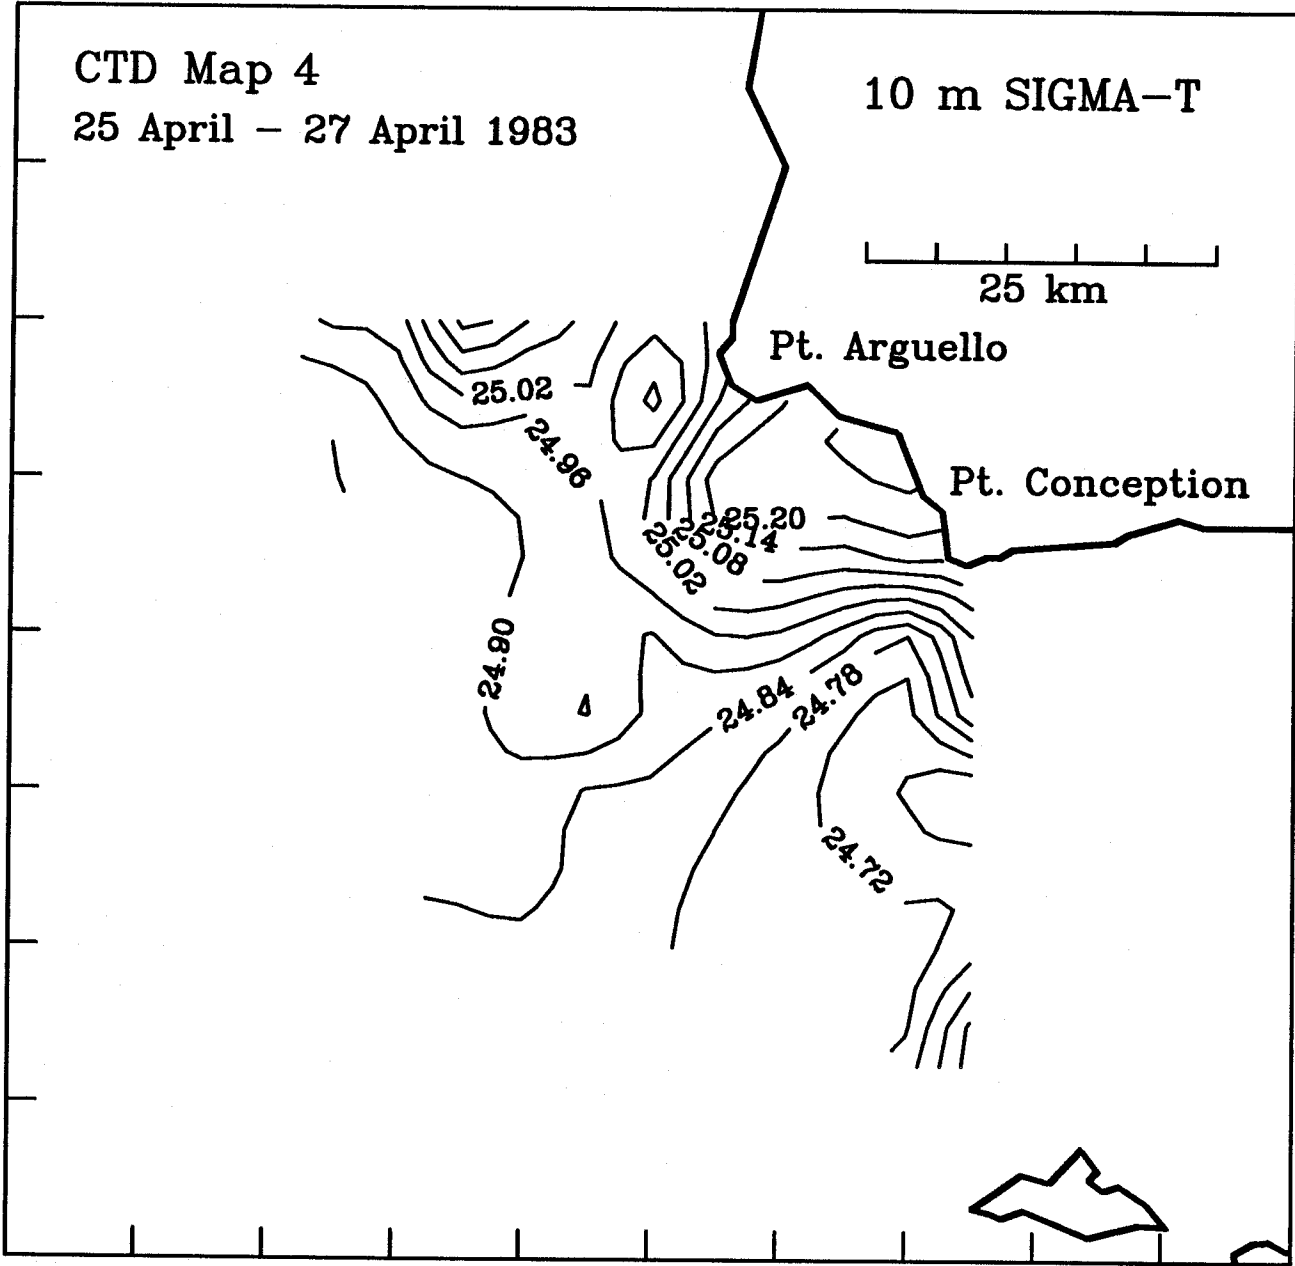 CTD Map 4
10 m SIGMA-T
25 April - 27 April 1983
25 km
Pt. Arguello
25.02
24.96
Pt. Conception
25.20
25.14
25.08
25.02
24.90
24.84
24.78
24.72